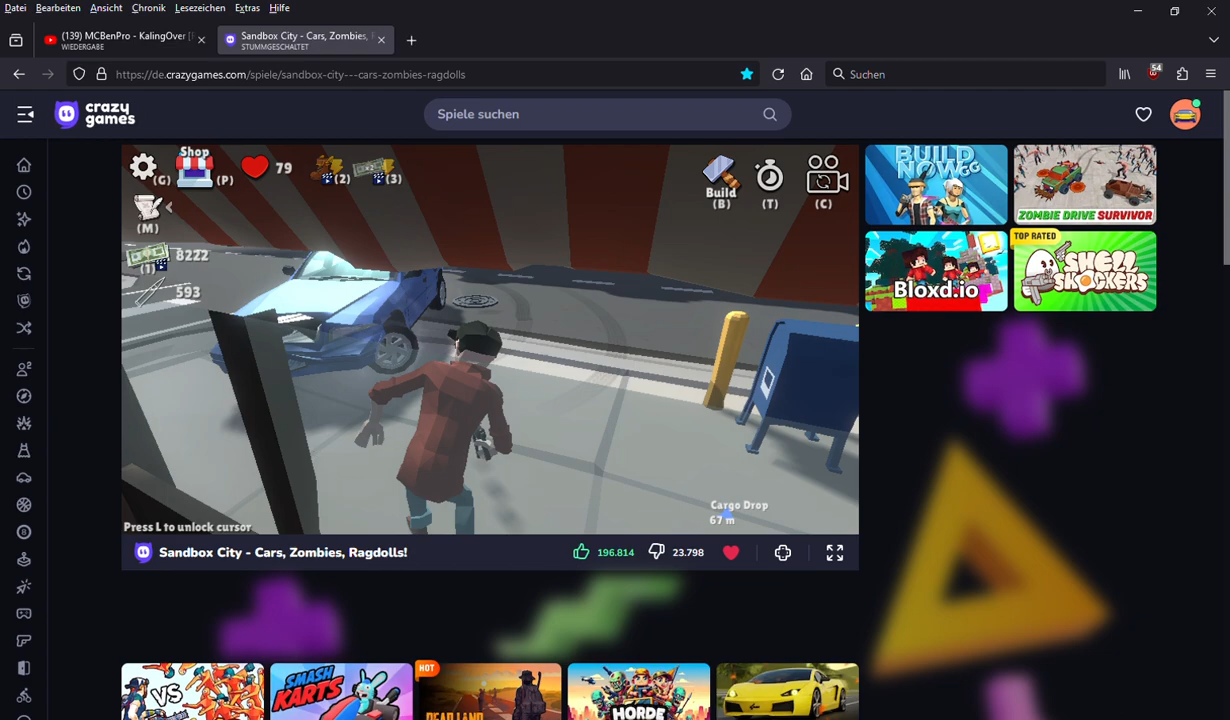 Datei Bearbeiten Ansicht Chronik Lesezeichen Extras Hilfe
(139) MCBenPro - KalingOver [
WIEDERGABE
Sandbox City - Cars, Zombies,
STUMMGESCHALTET
https://de.crazygames.com/spiele/sandbox-city---cars-zombies-ragdolls
Suchen
54
crazy
games
Spiele suchen
Shop
(G)
(P)
79
(2)
(3)
Build
(B)
(T)
(C)
(M)
(1)
8222
593
Cargo Drop
67 m
Press L to unlock cursor
BUILD
NOW GG
ZOMBIE DRIVE SURVIVOR
Bloxd.io
TOP RATED
SHELL
SHOCKERS
Sandbox City - Cars, Zombies, Ragdolls!
196.814
23.798
VS
SMASH
KARTS
HOT
DEAD LAND
HORDE